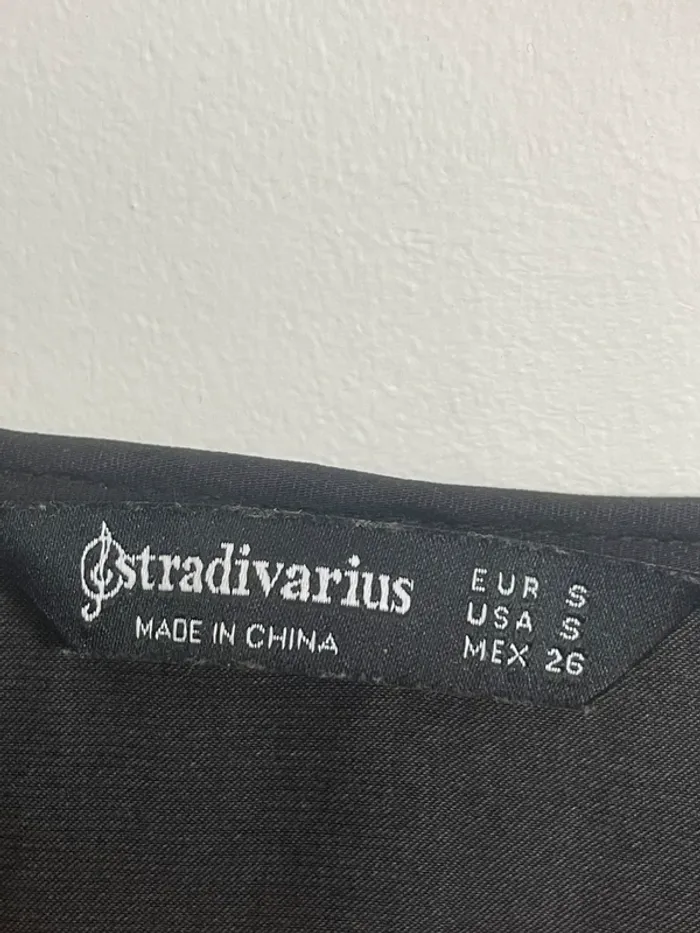 stradivarius
MADE IN CHINA
EUR S
USA S
MEX 26